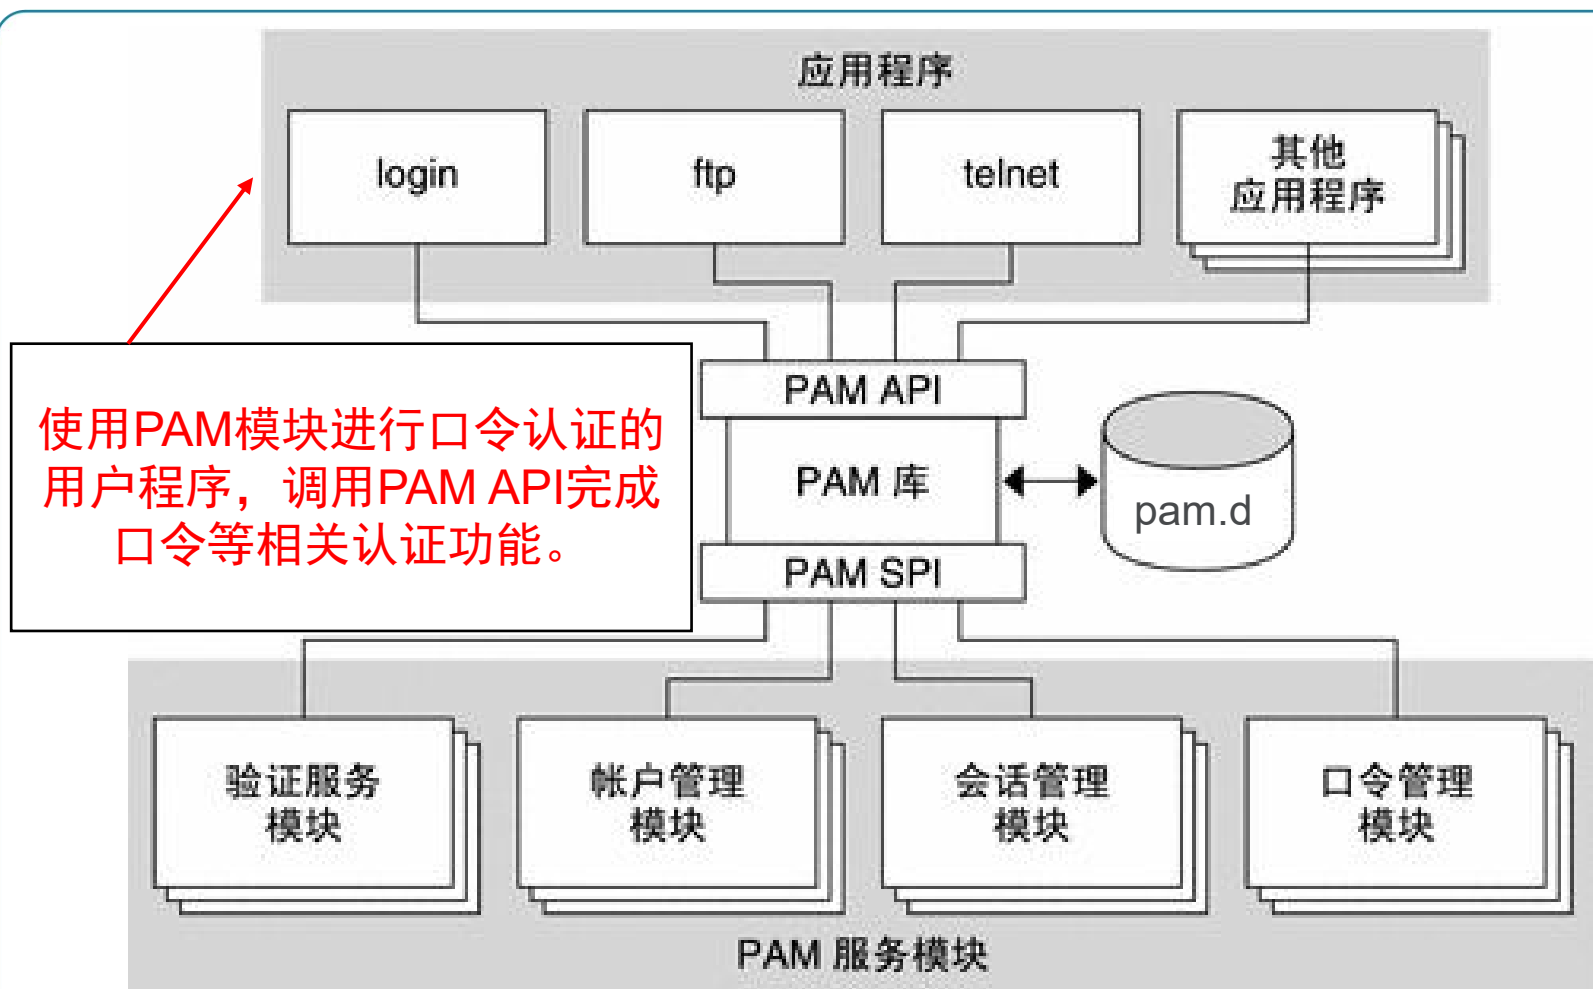 应用程序
login
ftp
telnet
其他
应用程序
PAM API
使用PAM模块进行口令认证的
用户程序，调用PAM API完成
口令等相关认证功能。
PAM 库
pam.d
PAM SPI
验证服务
模块
帐户管理
模块
会话管理
模块
口令管理
模块
PAM 服务模块